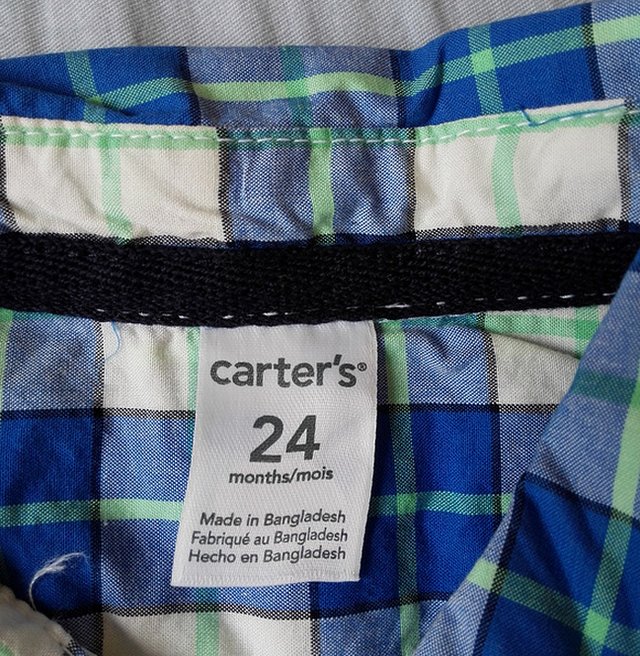 carter's®
24
months/mois
Made in Bangladesh
Fabriqué au Bangladesh
Hecho en Bangladesh